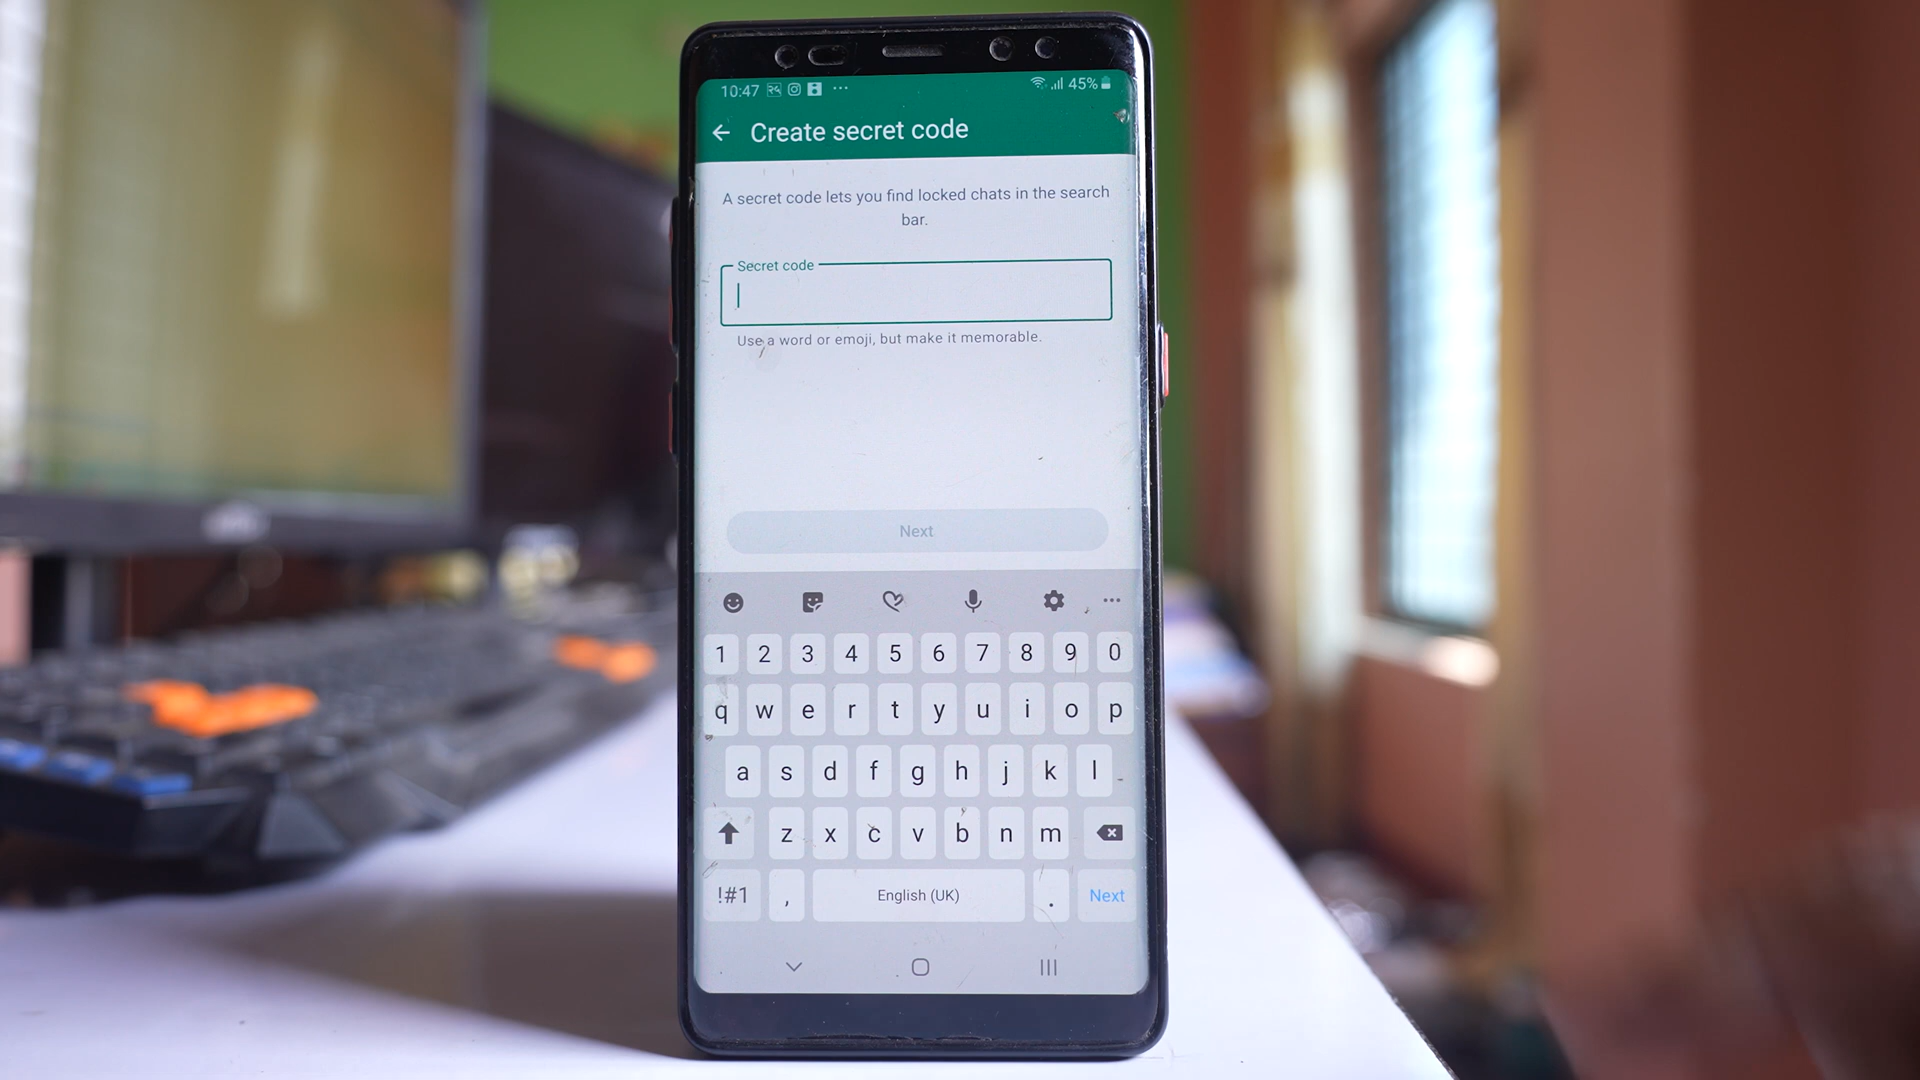 10:47 45%
Create secret code
A secret code lets you find locked chats in the search
bar.
Secret code
Use a word or emoji, but make it memorable.
Next
1 2 3 4 5 6 7 8 9 0
q w e r t y u i o p
a s d f g h j k l
z x c v b n m
!#1 , English (UK) . Next